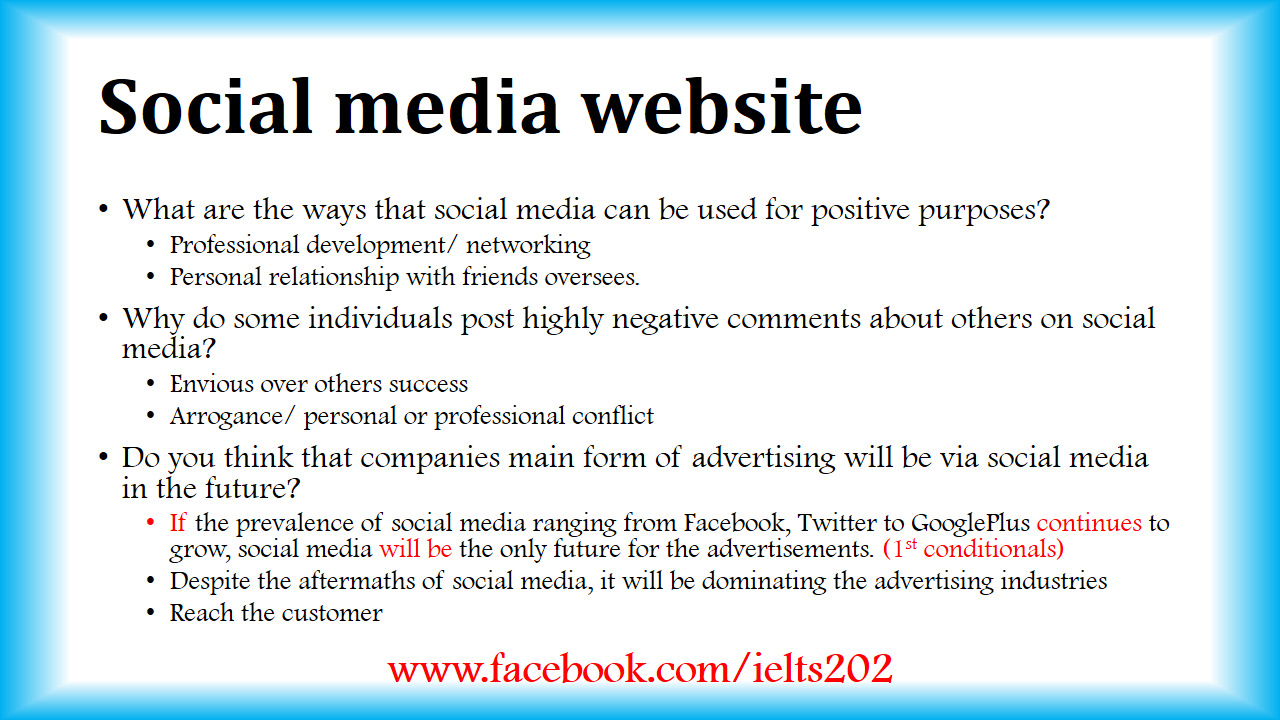 Social media website
• What are the ways that social media can be used for positive purposes?
• Professional development/ networking
• Personal relationship with friends oversees.
• Why do some individuals post highly negative comments about others on social
media?
• Envious over others success
• Arrogance/ personal or professional conflict
• Do you think that companies main form of advertising will be via social media
in the future?
• If the prevalence of social media ranging from Facebook, Twitter to GooglePlus continues to
grow, social media will be the only future for the advertisements. (1st conditionals)
• Despite the aftermaths of social media, it will be dominating the advertising industries
• Reach the customer
www.facebook.com/ielts202